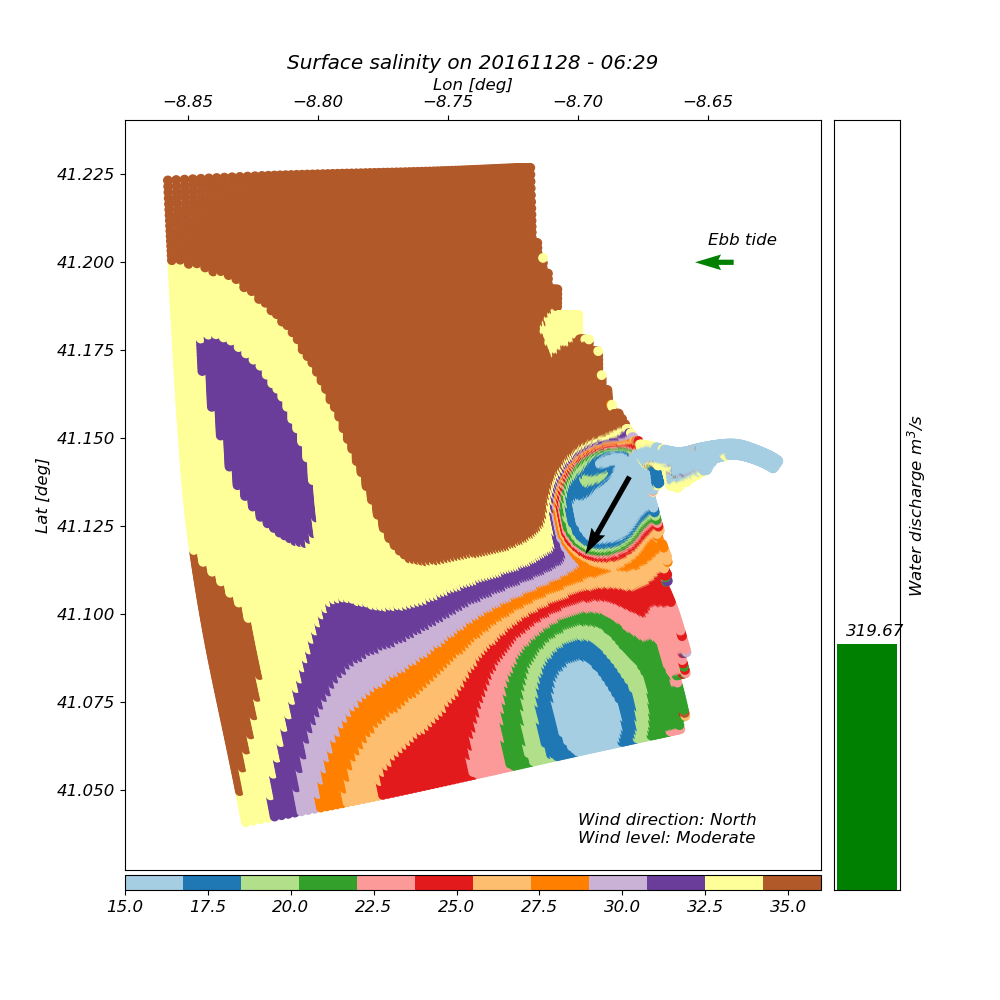 Surface salinity on 20161128 - 06:29
Lon [deg]
−8.85 −8.80 −8.75 −8.70 −8.65
41.225
41.200
41.175
41.150
41.125
41.100
41.075
41.050
Lat [deg]
Ebb tide
Wind direction: North
Wind level: Moderate
15.0 17.5 20.0 22.5 25.0 27.5 30.0 32.5 35.0
319.67
Water discharge m³/s